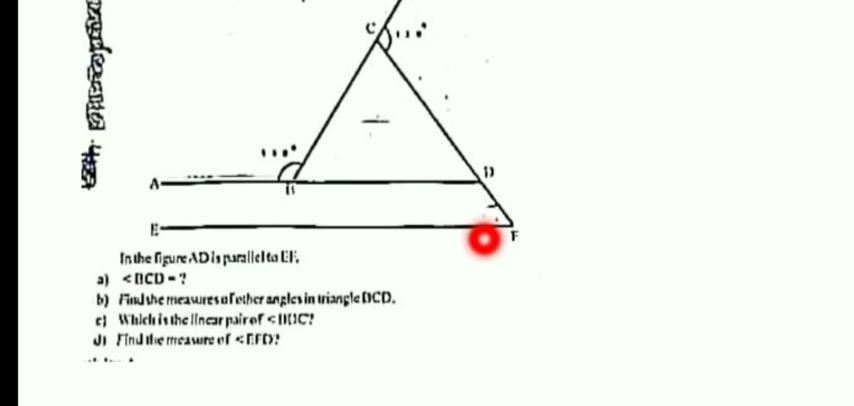 C
D
A
B
E
F
In the figure AD is parallel to EF.
a) <BCD = ?
b) Find the measures of other angles in triangle BCD.
c) Which is the linear pair of <BDC?
d) Find the measure of <EFD?